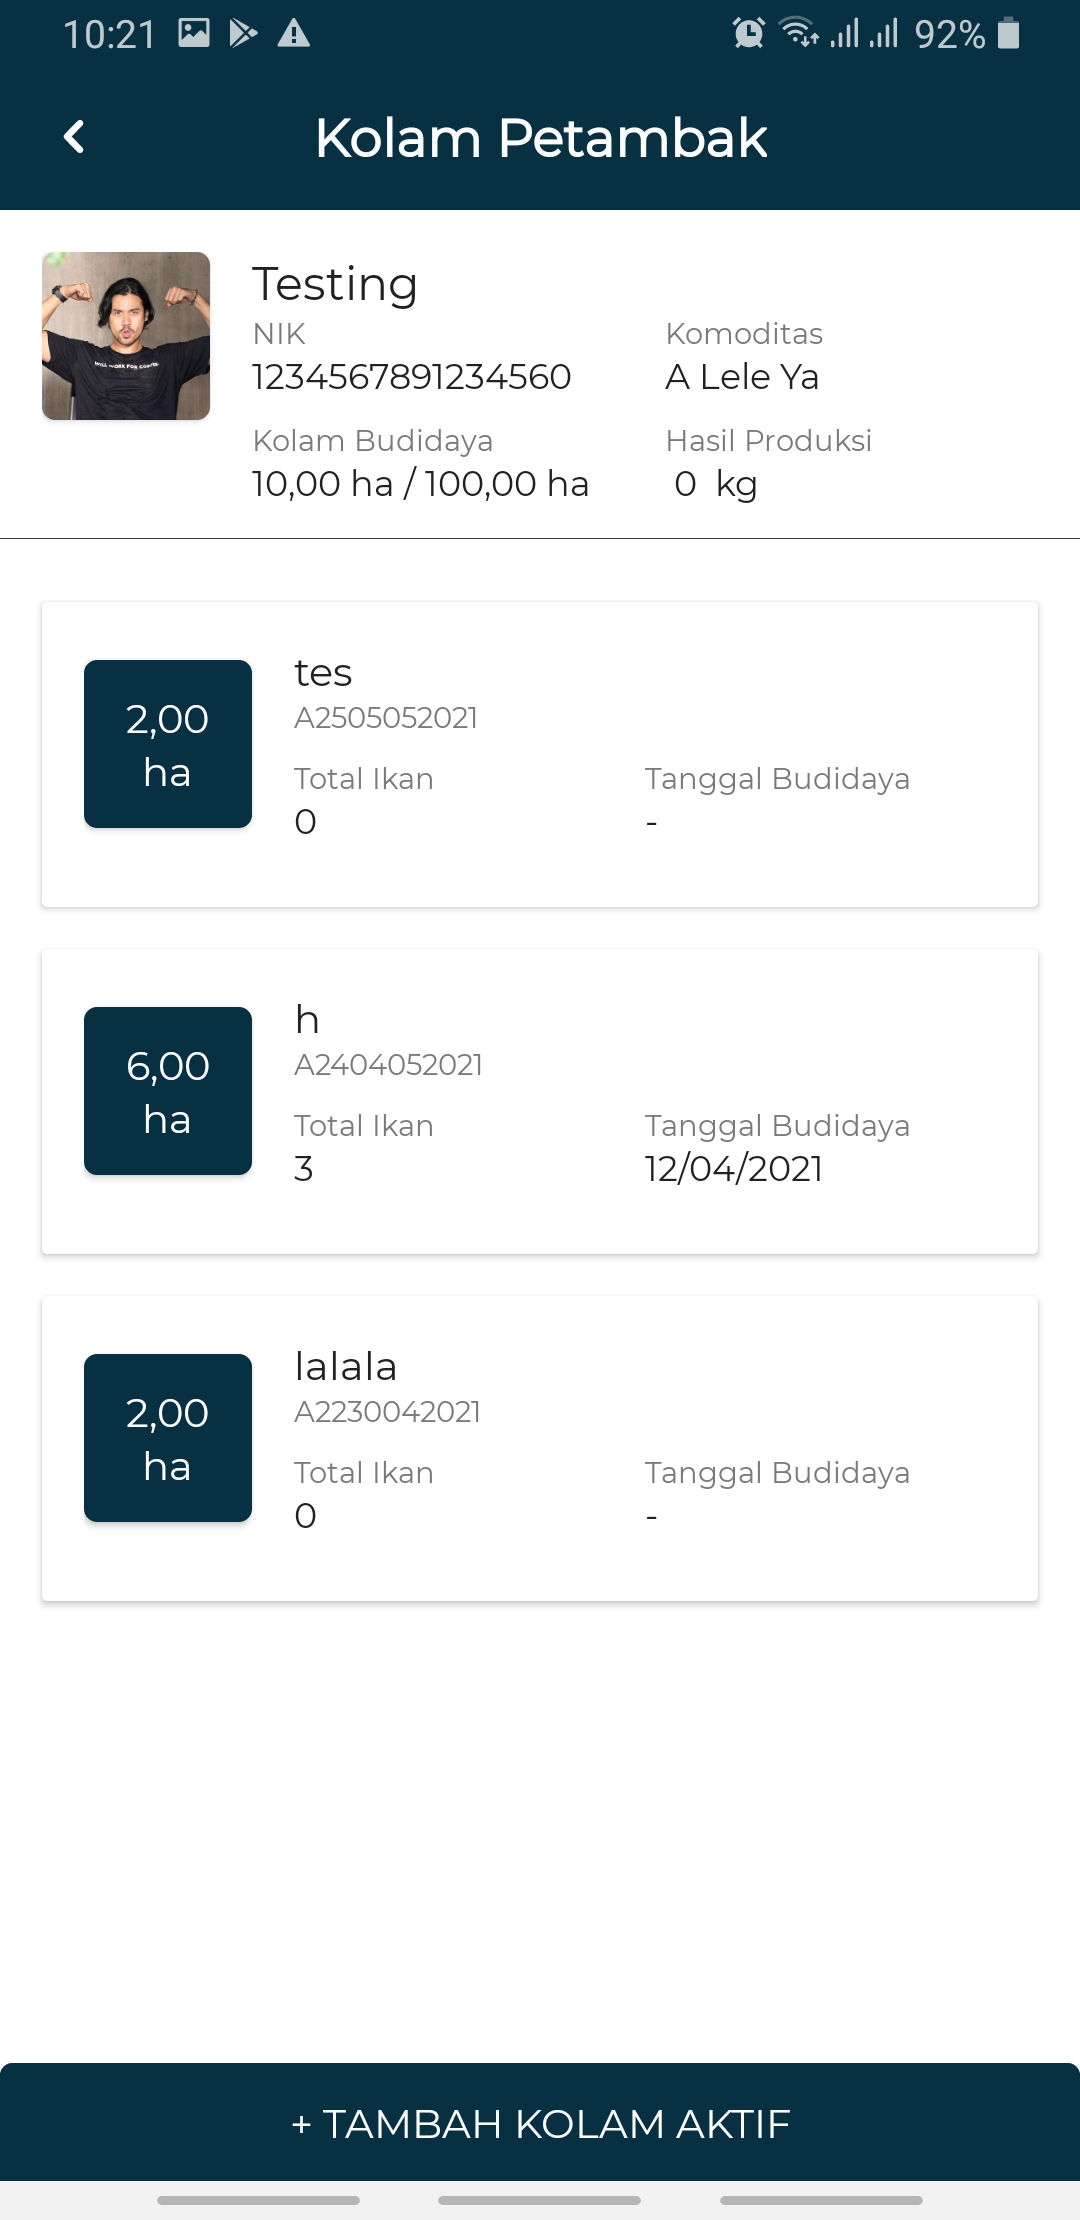 10:21 92%
Kolam Petambak
Testing
NIK Komoditas
1234567891234560 A Lele Ya
Kolam Budidaya Hasil Produksi
10,00 ha / 100,00 ha 0 kg
tes
2,00 ha
A2505052021
Total Ikan Tanggal Budidaya
0 -
h
6,00 ha
A2404052021
Total Ikan Tanggal Budidaya
3 12/04/2021
lalala
2,00 ha
A2230042021
Total Ikan Tanggal Budidaya
0 -
+ TAMBAH KOLAM AKTIF